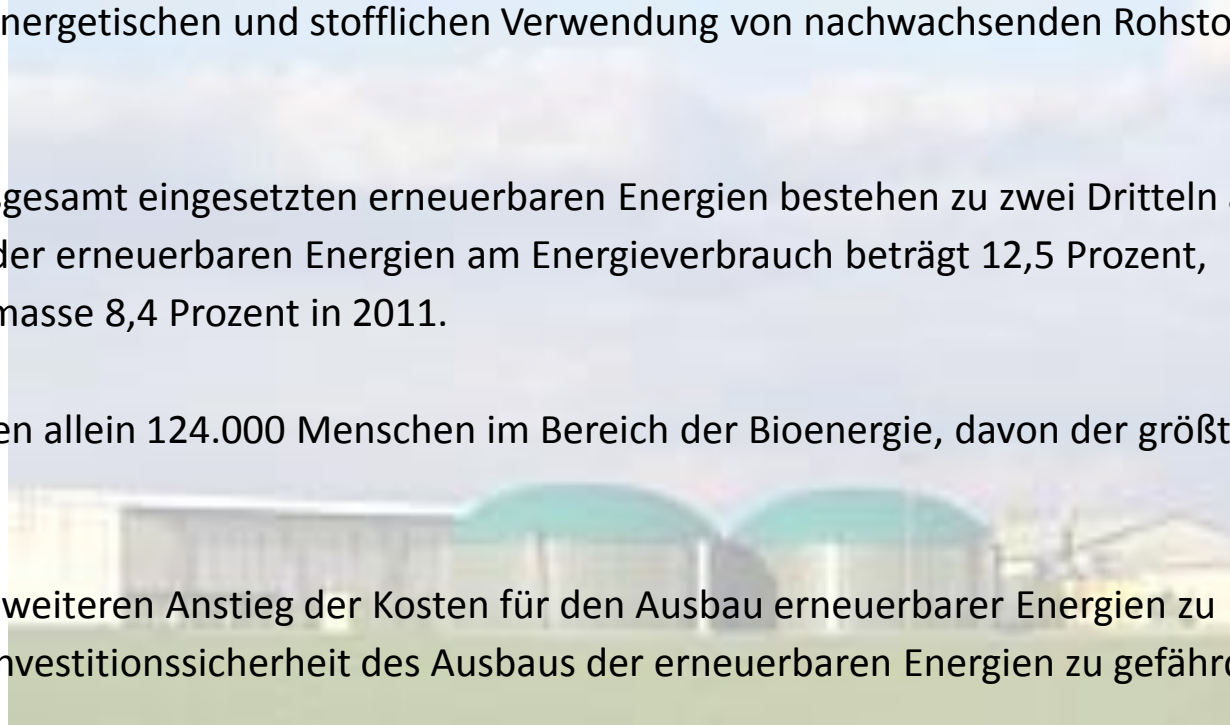 nergetischen und stofflichen Verwendung von nachwachsenden Rohsto
sgesamt eingesetzten erneuerbaren Energien bestehen zu zwei Dritteln
der erneuerbaren Energien am Energieverbrauch beträgt 12,5 Prozent,
masse 8,4 Prozent in 2011.
en allein 124.000 Menschen im Bereich der Bioenergie, davon der größt
weiteren Anstieg der Kosten für den Ausbau erneuerbarer Energien zu
nvestitionssicherheit des Ausbaus der erneuerbaren Energien zu gefährd